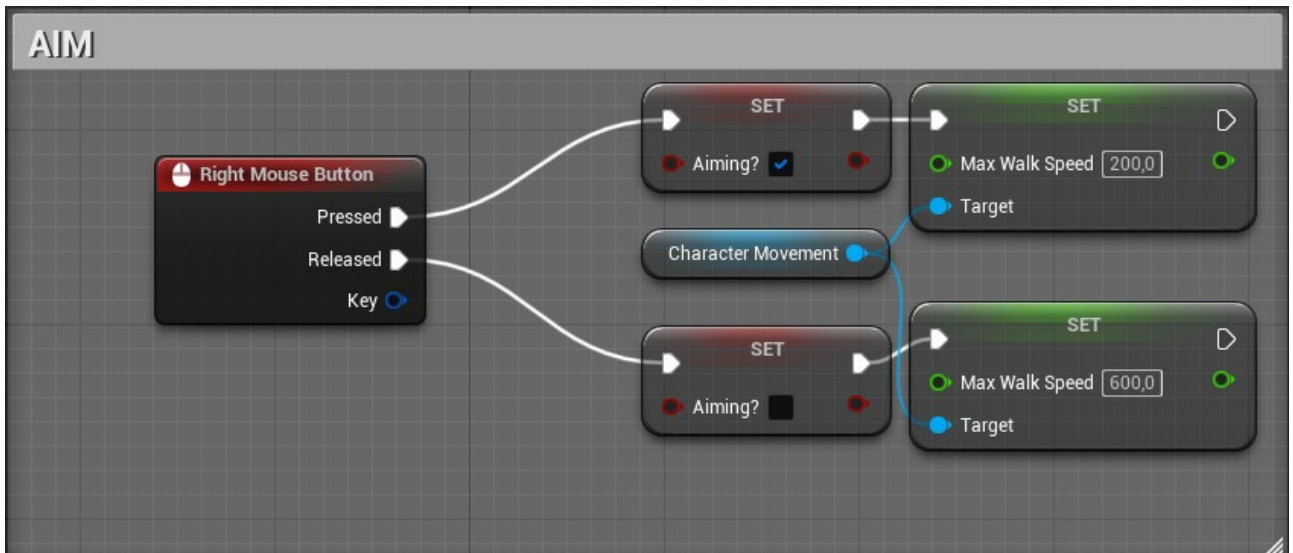 AIM
Right Mouse Button
Pressed
Released
Key
SET
Aiming?
SET
Max Walk Speed 200,0
Target
Character Movement
SET
Aiming?
SET
Max Walk Speed 600,0
Target